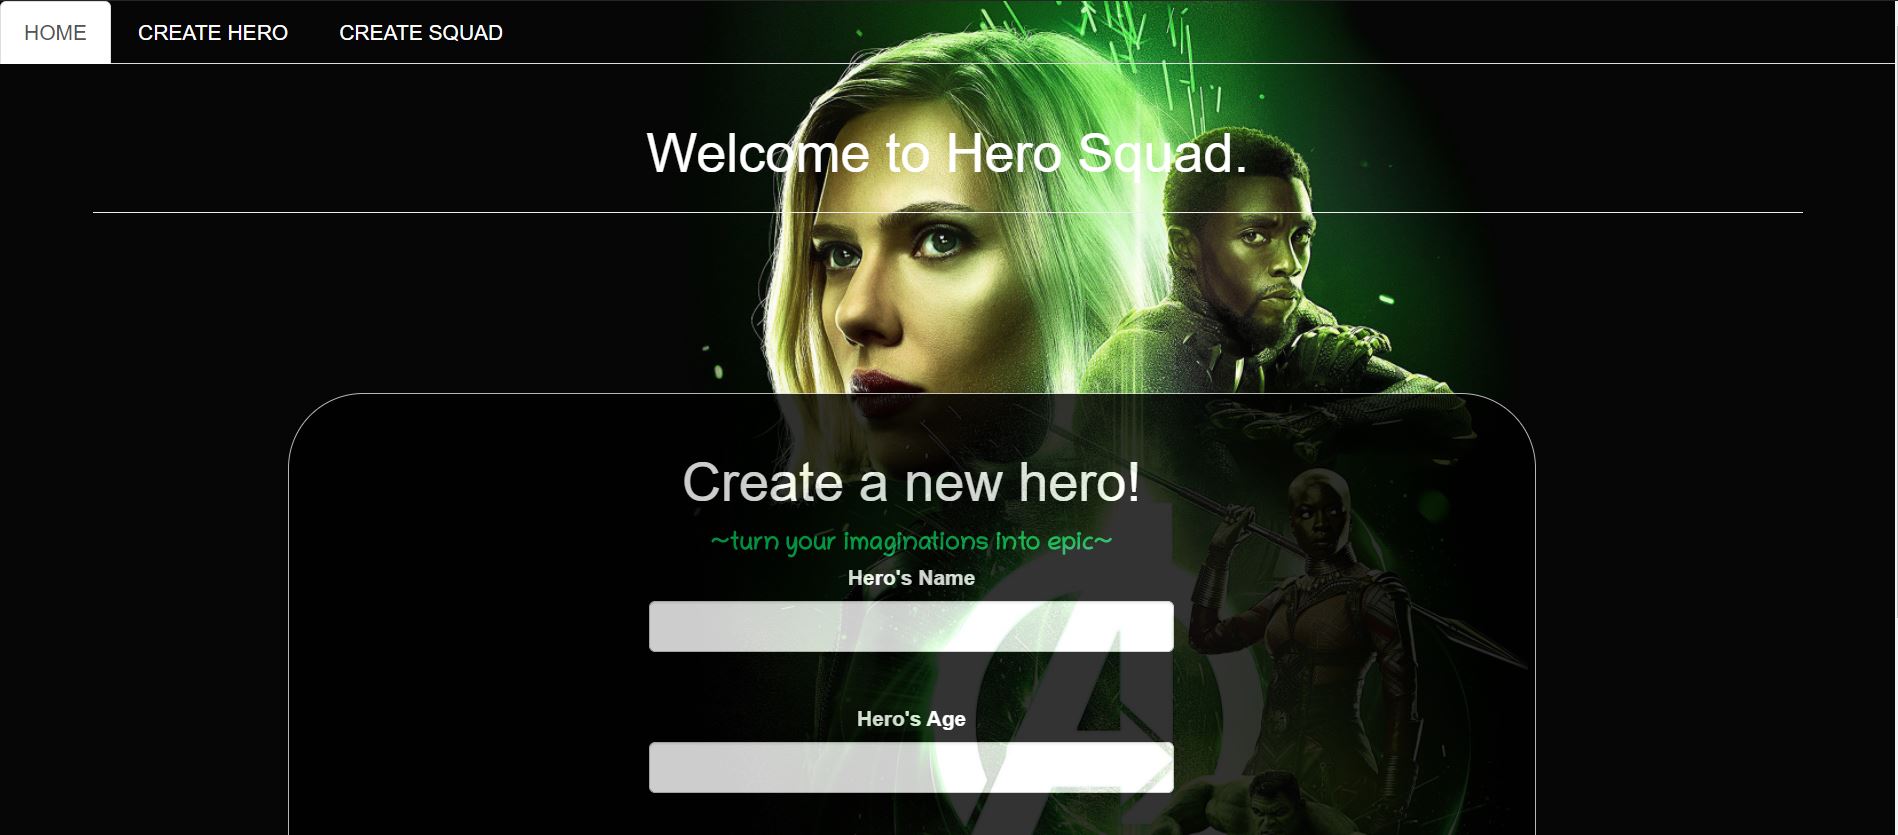 HOME CREATE HERO CREATE SQUAD
Welcome to Hero Squad.
Create a new hero!
~turn your imaginations into epic~
Hero's Name
Hero's Age